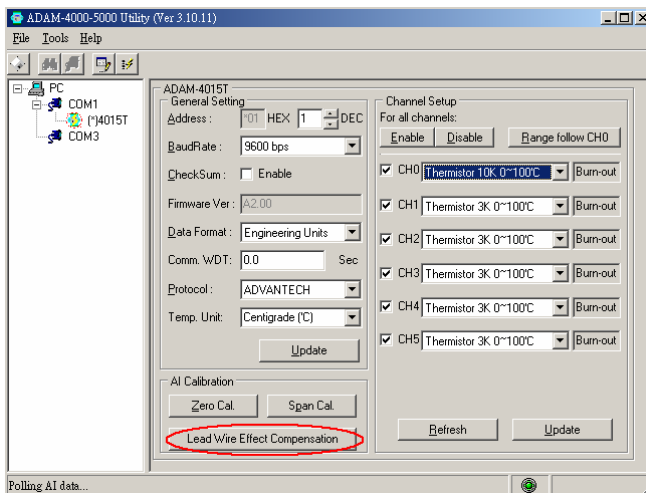 ADAM-4000-5000 Utility (Ver 3.10.11)
File Tools Help
PC
COM1
(*)4015T
COM3
ADAM-4015T
General Setting
Address : *01 HEX 1 DEC
BaudRate : 9600 bps
CheckSum : Enable
Firmware Ver : A2.00
Data Format : Engineering Units
Comm. WDT: 0.0 Sec
Protocol : ADVANTECH
Temp. Unit: Centigrade (°C)
Update
AI Calibration
Zero Cal. Span Cal.
Lead Wire Effect Compensation
Channel Setup
For all channels:
Enable Disable Range follow CH0
CH0 Thermistor 10K 0~100°C Burn-out
CH1 Thermistor 3K 0~100°C Burn-out
CH2 Thermistor 3K 0~100°C Burn-out
CH3 Thermistor 3K 0~100°C Burn-out
CH4 Thermistor 3K 0~100°C Burn-out
CH5 Thermistor 3K 0~100°C Burn-out
Refresh Update
Polling AI data...